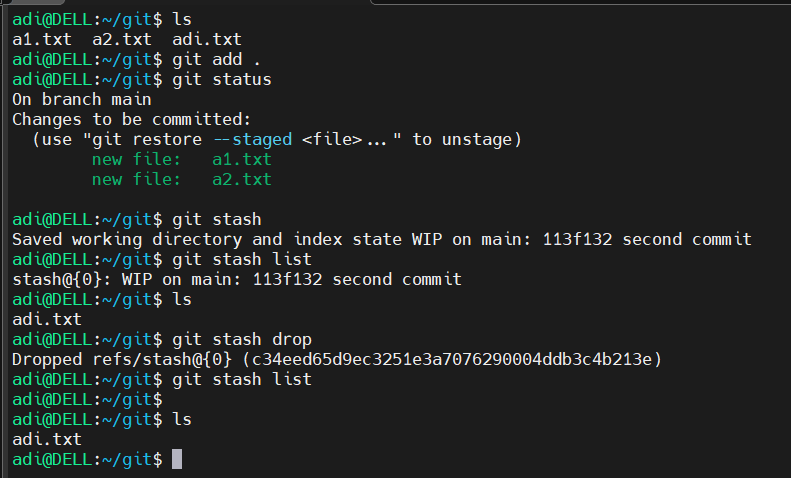 adi@DELL:~/git$ ls
a1.txt  a2.txt  adi.txt
adi@DELL:~/git$ git add .
adi@DELL:~/git$ git status
On branch main
Changes to be committed:
  (use "git restore --staged <file>..." to unstage)
        new file:   a1.txt
        new file:   a2.txt

adi@DELL:~/git$ git stash
Saved working directory and index state WIP on main: 113f132 second commit
adi@DELL:~/git$ git stash list
stash@{0}: WIP on main: 113f132 second commit
adi@DELL:~/git$ ls
adi.txt
adi@DELL:~/git$ git stash drop
Dropped refs/stash@{0} (c34eed65d9ec3251e3a7076290004ddb3c4b213e)
adi@DELL:~/git$ git stash list
adi@DELL:~/git$
adi@DELL:~/git$ ls
adi.txt
adi@DELL:~/git$